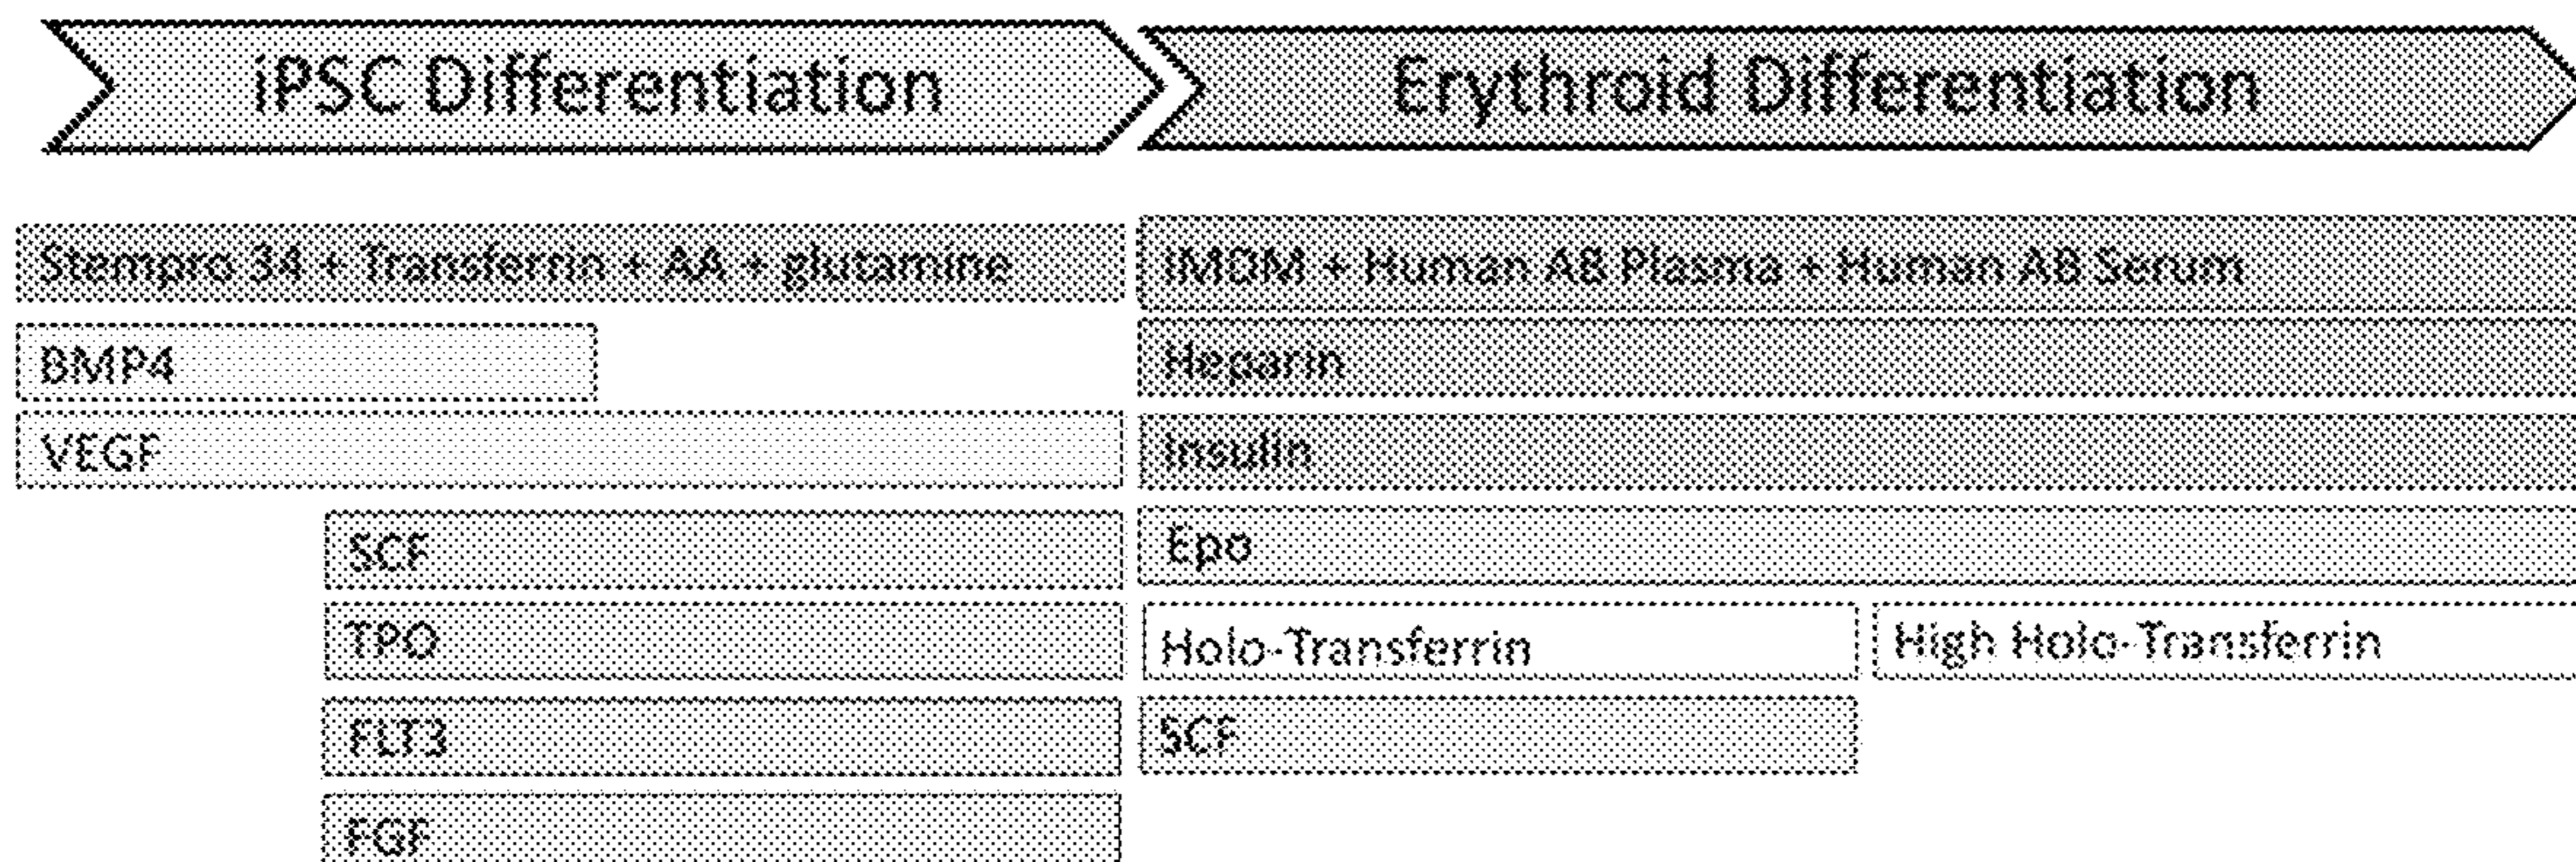 iPSC Differentiation
Erythroid Differentiation
Stempro 34 + Transferrin + AA + glutamine
IMDM + Human AB Plasma + Human AB Serum
BMP4
Heparin
VEGF
Insulin
SCF
Epo
TPO
Holo-Transferrin
High Holo-Transferrin
FLT3
SCF
FGF